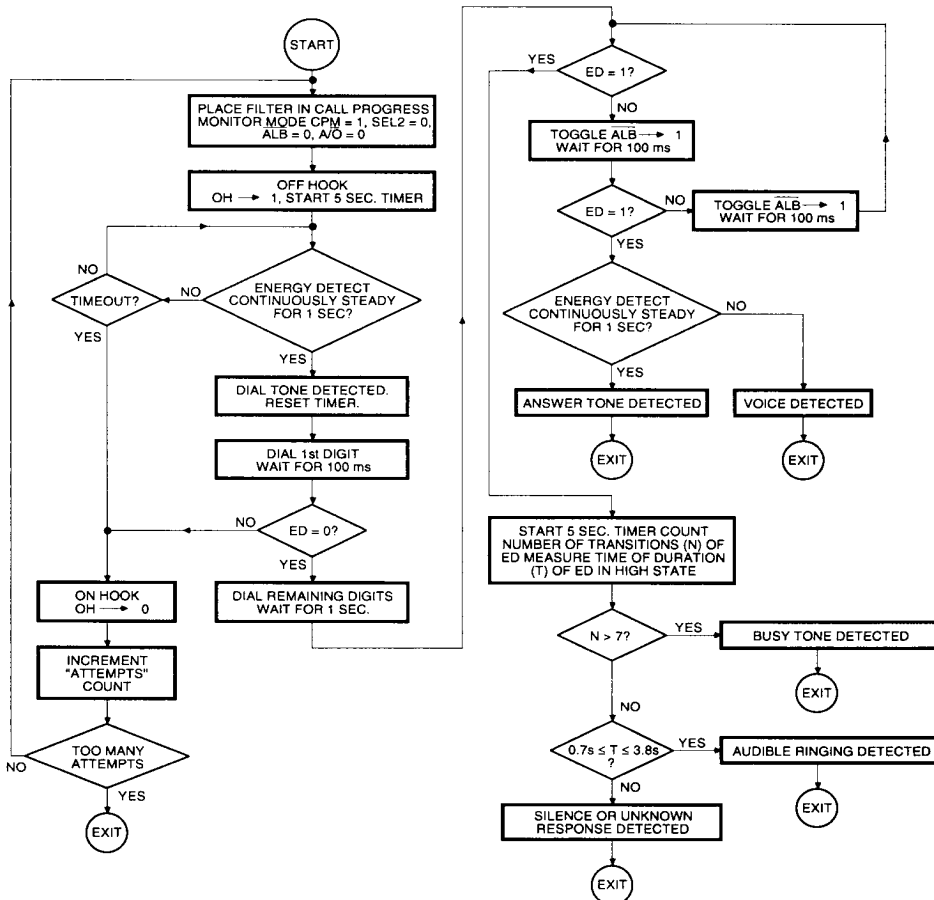 START
PLACE FILTER IN CALL PROGRESS
MONITOR MODE CPM = 1, SEL2 = 0,
A̅L̅B̅ = 0, A/O̅ = 0
OFF HOOK
OH → 1, START 5 SEC. TIMER
NO
TIMEOUT?
YES
NO
ENERGY DETECT
CONTINUOUSLY STEADY
FOR 1 SEC?
YES
DIAL TONE DETECTED.
RESET TIMER.
DIAL 1st DIGIT
WAIT FOR 100 ms
NO
ED = 0?
YES
DIAL REMAINING DIGITS
WAIT FOR 1 SEC.
ON HOOK
OH → 0
INCREMENT
"ATTEMPTS"
COUNT
NO
TOO MANY
ATTEMPTS
YES
EXIT
YES
ED = 1?
NO
TOGGLE A̅L̅B̅ → 1
WAIT FOR 100 ms
ED = 1?
NO
TOGGLE A̅L̅B̅ → 1
WAIT FOR 100 ms
YES
ENERGY DETECT
CONTINUOUSLY STEADY
FOR 1 SEC?
NO
YES
ANSWER TONE DETECTED
VOICE DETECTED
EXIT
EXIT
START 5 SEC. TIMER COUNT
NUMBER OF TRANSITIONS (N) OF
ED MEASURE TIME OF DURATION
(T) OF ED IN HIGH STATE
N > 7?
YES
BUSY TONE DETECTED
EXIT
NO
0.7s ≤ T ≤ 3.8s
?
YES
AUDIBLE RINGING DETECTED
EXIT
NO
SILENCE OR UNKNOWN
RESPONSE DETECTED
EXIT